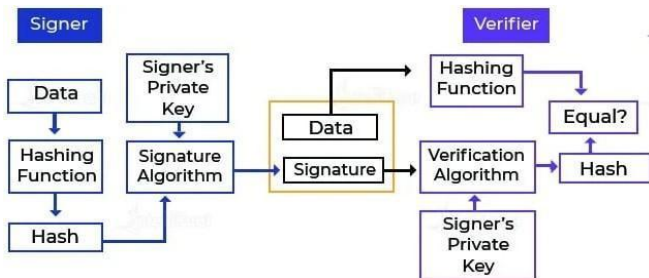 Signer
Verifier
Data
Hashing
Function
Hash
Signer's
Private
Key
Signature
Algorithm
Data
Signature
Hashing
Function
Equal?
Verification
Algorithm
Hash
Signer's
Private
Key